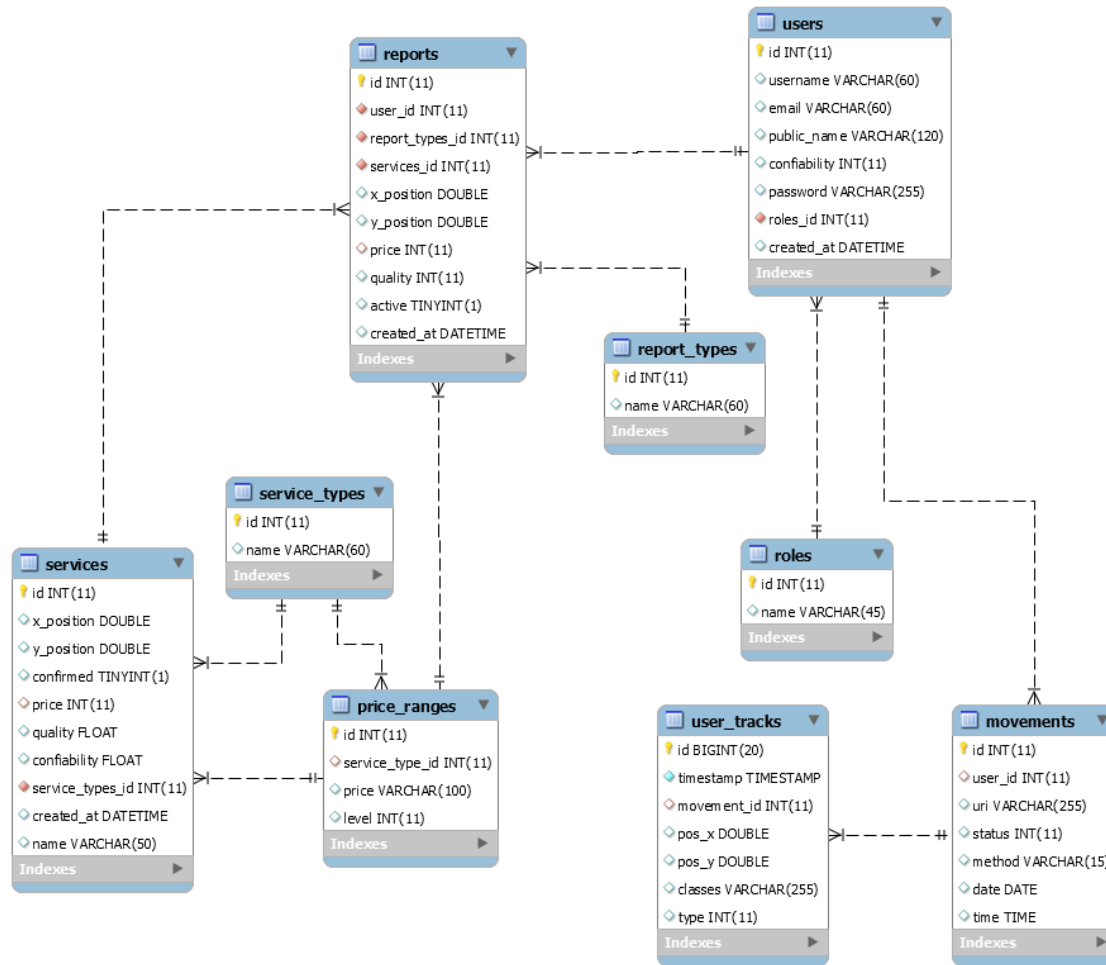 reports
id INT(11)
user_id INT(11)
report_types_id INT(11)
services_id INT(11)
x_position DOUBLE
y_position DOUBLE
price INT(11)
quality INT(11)
active TINYINT(1)
created_at DATETIME
Indexes
users
id INT(11)
username VARCHAR(60)
email VARCHAR(60)
public_name VARCHAR(120)
confiability INT(11)
password VARCHAR(255)
roles_id INT(11)
created_at DATETIME
Indexes
report_types
id INT(11)
name VARCHAR(60)
Indexes
service_types
id INT(11)
name VARCHAR(60)
Indexes
services
id INT(11)
x_position DOUBLE
y_position DOUBLE
confirmed TINYINT(1)
price INT(11)
quality FLOAT
confiability FLOAT
service_types_id INT(11)
created_at DATETIME
name VARCHAR(50)
Indexes
price_ranges
id INT(11)
service_type_id INT(11)
price VARCHAR(100)
level INT(11)
Indexes
roles
id INT(11)
name VARCHAR(45)
Indexes
user_tracks
id BIGINT(20)
timestamp TIMESTAMP
movement_id INT(11)
pos_x DOUBLE
pos_y DOUBLE
classes VARCHAR(255)
type INT(11)
Indexes
movements
id INT(11)
user_id INT(11)
uri VARCHAR(255)
status INT(11)
method VARCHAR(15)
date DATE
time TIME
Indexes